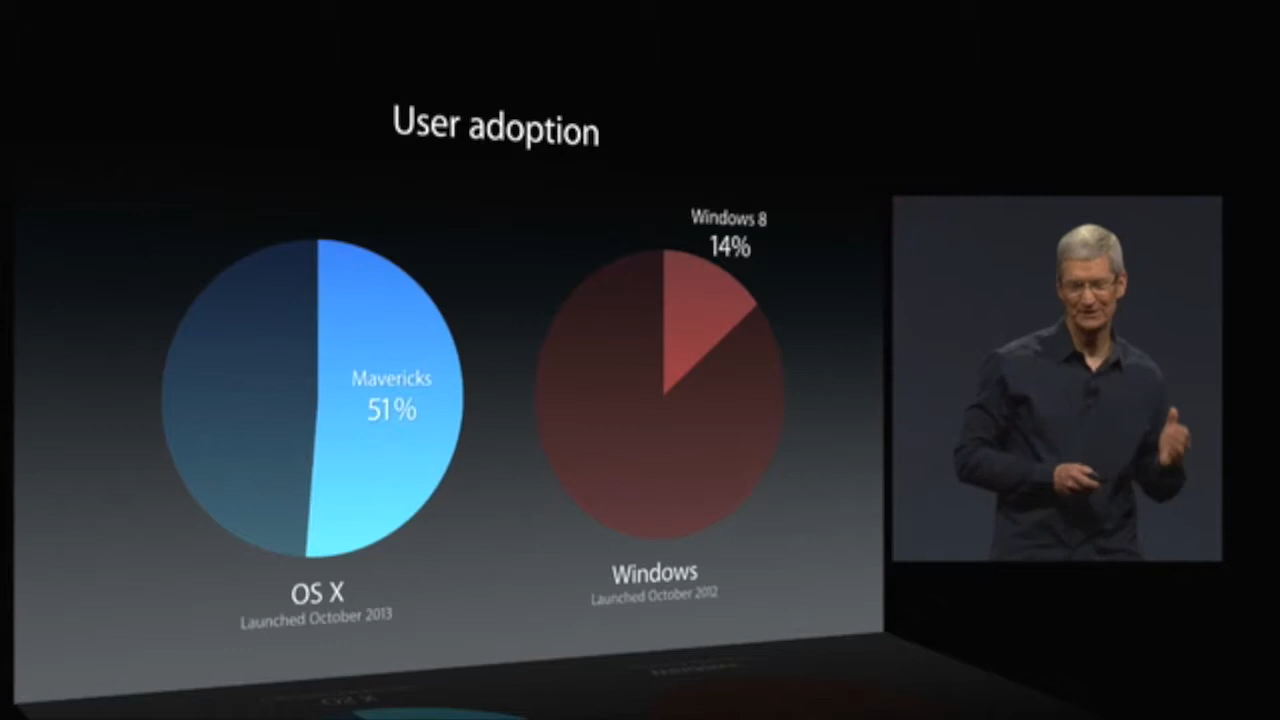 User adoption
Mavericks
51%
Windows 8
14%
OS X
Launched October 2013
Windows
Launched October 2012